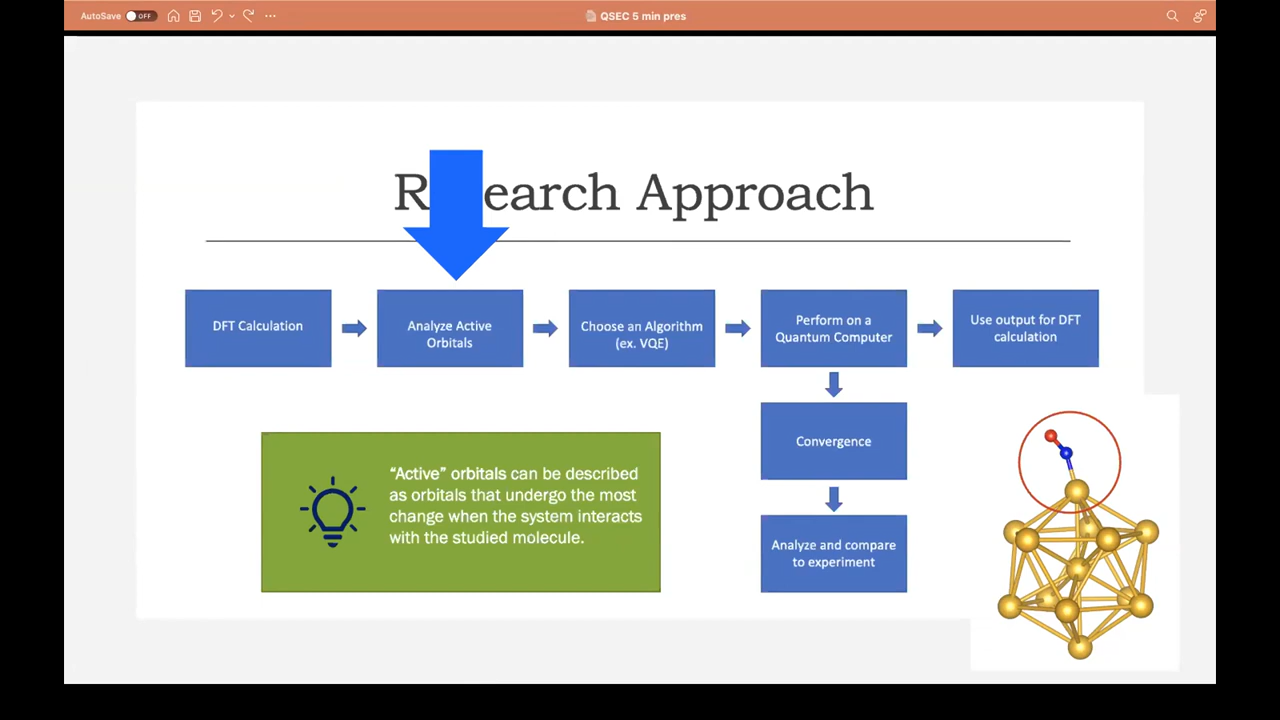 AutoSave OFF
QSEC 5 min pres
R earch Approach
DFT Calculation
Analyze Active
Orbitals
Choose an Algorithm
(ex. VQE)
Perform on a
Quantum Computer
Use output for DFT
calculation
Convergence
Analyze and compare
to experiment
"Active" orbitals can be described
as orbitals that undergo the most
change when the system interacts
with the studied molecule.